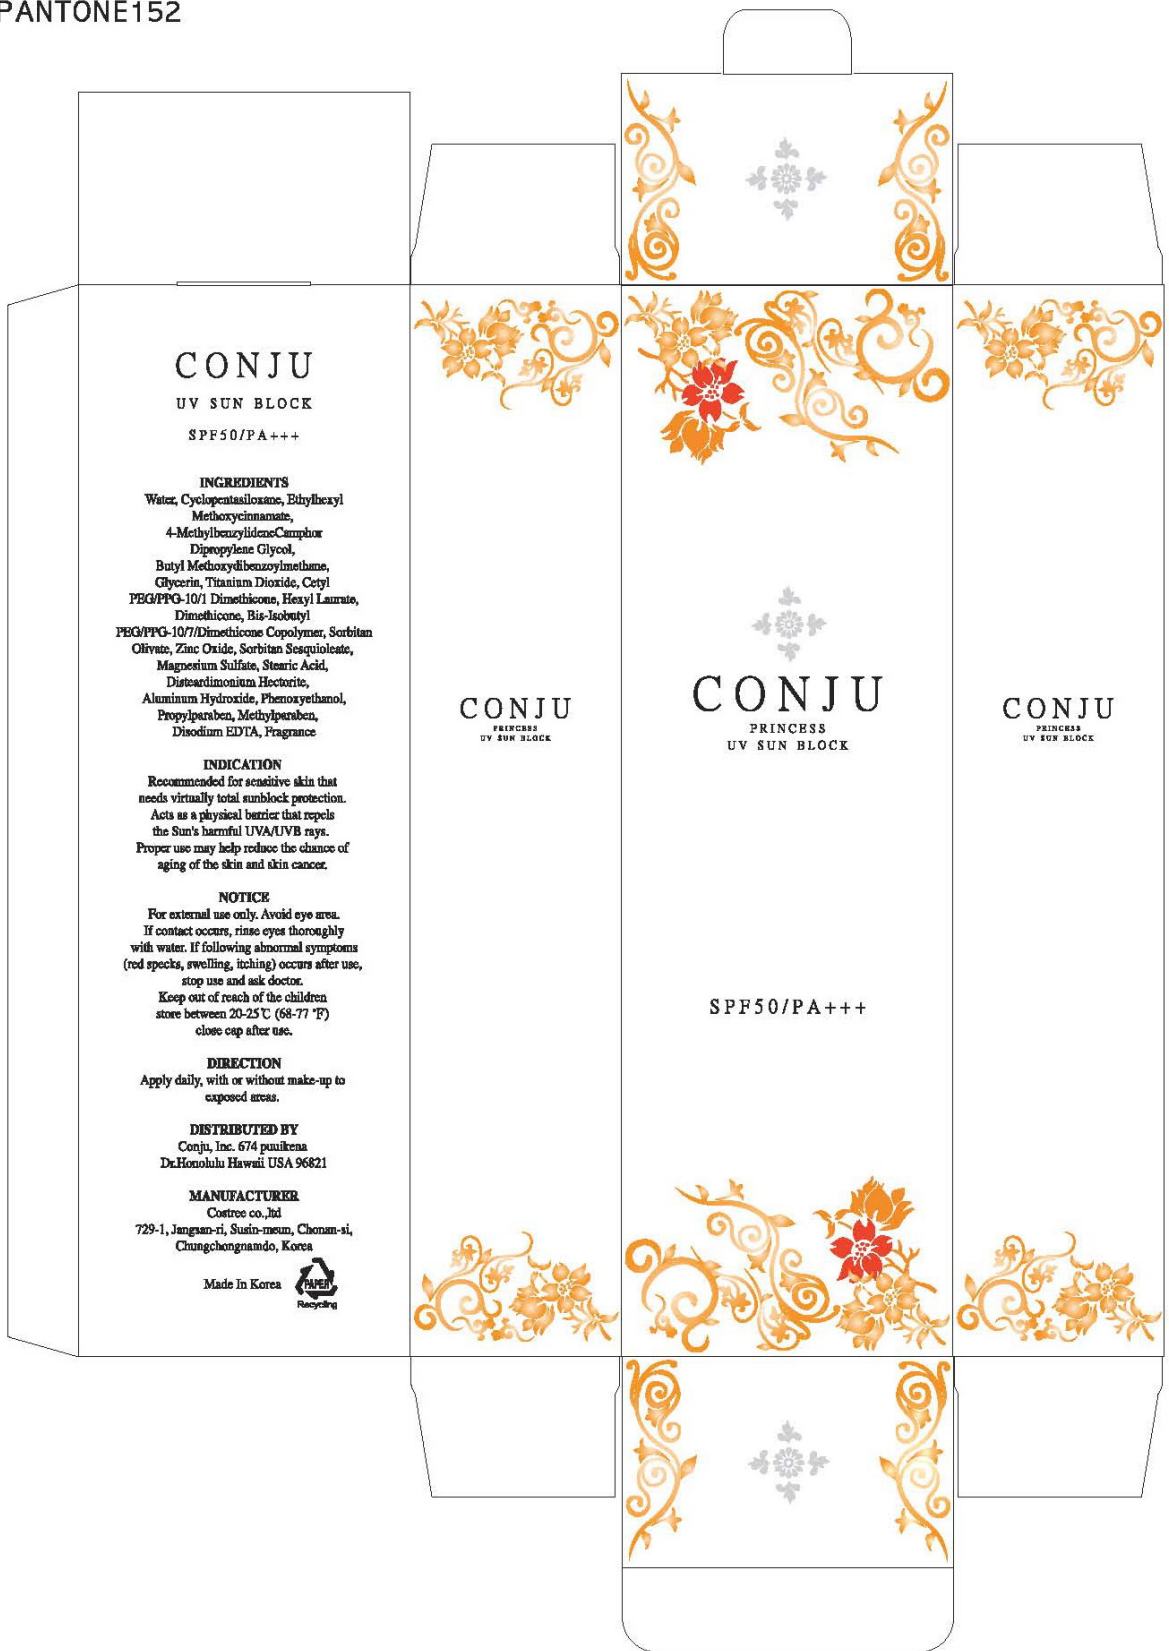 PANTONE152
CONJU
UV SUN BLOCK
SPF50/PA+++
INGREDIENTS
Water, Cyclopentasiloxane, Ethylhexyl
Methoxycinnamate,
4-MethylbenzylideneCamphor
Dipropylene Glycol,
Butyl Methoxydibenzoylmethane,
Glycerin, Titanium Dioxide, Cetyl
PEG/PPG-10/1 Dimethicone, Hexyl Laurate,
Dimethicone, Bis-Isobutyl
PEG/PPG-10/7/Dimethicone Copolymer, Sorbitan
Olivate, Zinc Oxide, Sorbitan Sesquioleate,
Magnesium Sulfate, Stearic Acid,
Disteardimonium Hectorite,
Aluminum Hydroxide, Phenoxyethanol,
Propylparaben, Methylparaben,
Disodium EDTA, Fragrance
INDICATION
Recommended for sensitive skin that
needs virtually total sunblock protection.
Acts as a physical barrier that repels
the Sun's harmful UVA/UVB rays.
Proper use may help reduce the chance of
aging of the skin and skin cancer.
NOTICE
For external use only. Avoid eye area.
If contact occurs, rinse eyes thoroughly
with water. If following abnormal symptoms
(red specks, swelling, itching) occurs after use,
stop use and ask doctor.
Keep out of reach of the children
store between 20-25℃ (68-77 °F)
close cap after use.
DIRECTION
Apply daily, with or without make-up to
exposed areas.
DISTRIBUTED BY
Conju, Inc. 674 puuikena
Dr.Honolulu Hawaii USA 96821
MANUFACTURER
Costree co.,ltd
729-1, Jangsan-ri, Susin-meun, Chonan-si,
Chungchongnamdo, Korea
Made In Korea
PAPER
Recycling
CONJU
PRINCESS
UV SUN BLOCK
CONJU
PRINCESS
UV SUN BLOCK
SPF50/PA+++
CONJU
PRINCESS
UV SUN BLOCK